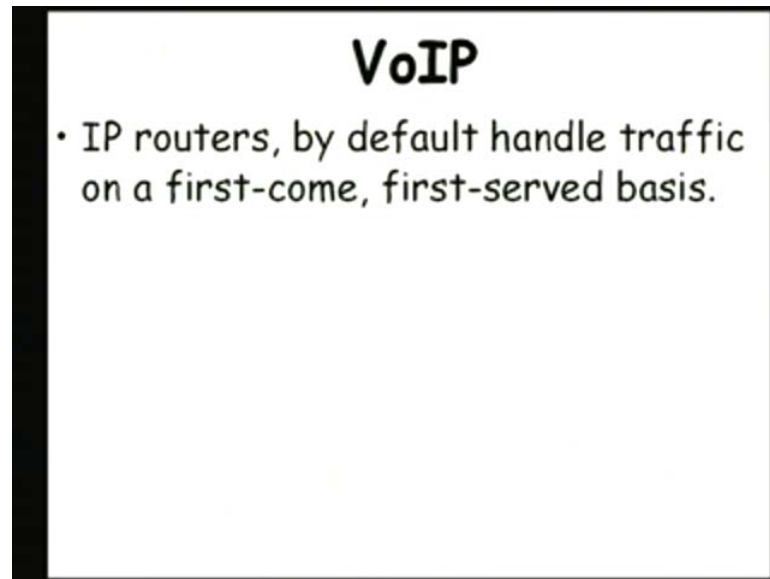 VoIP
• IP routers, by default handle traffic
on a first-come, first-served basis.